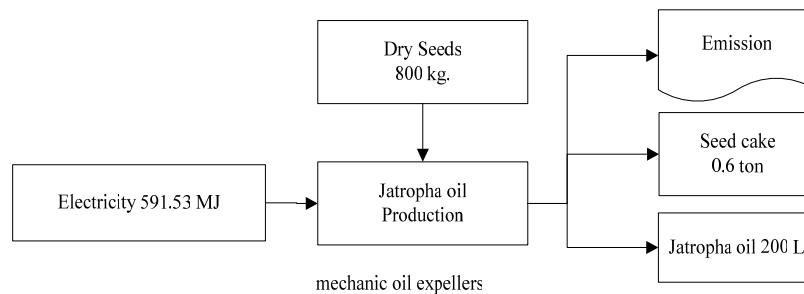 Dry Seeds
800 kg.
Emission
Seed cake
0.6 ton
Electricity 591.53 MJ
Jatropha oil
Production
Jatropha oil 200 L
mechanic oil expellers